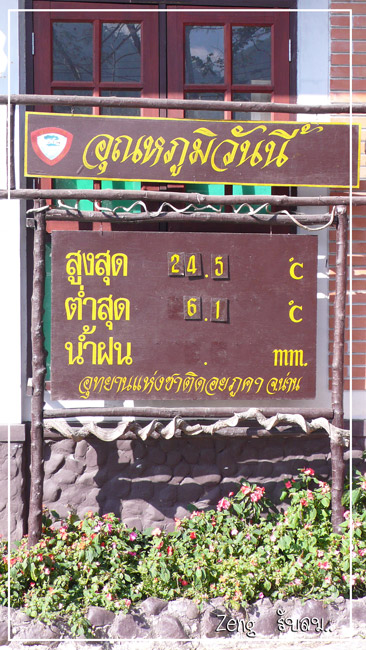 อุณหภูมิวันนี้
สูงสุด 24.5 °C
ต่ำสุด 6.1 °C
น้ำฝน . mm.
อุทยานแห่งชาติดอยภูคา จ.น่าน
Zeng